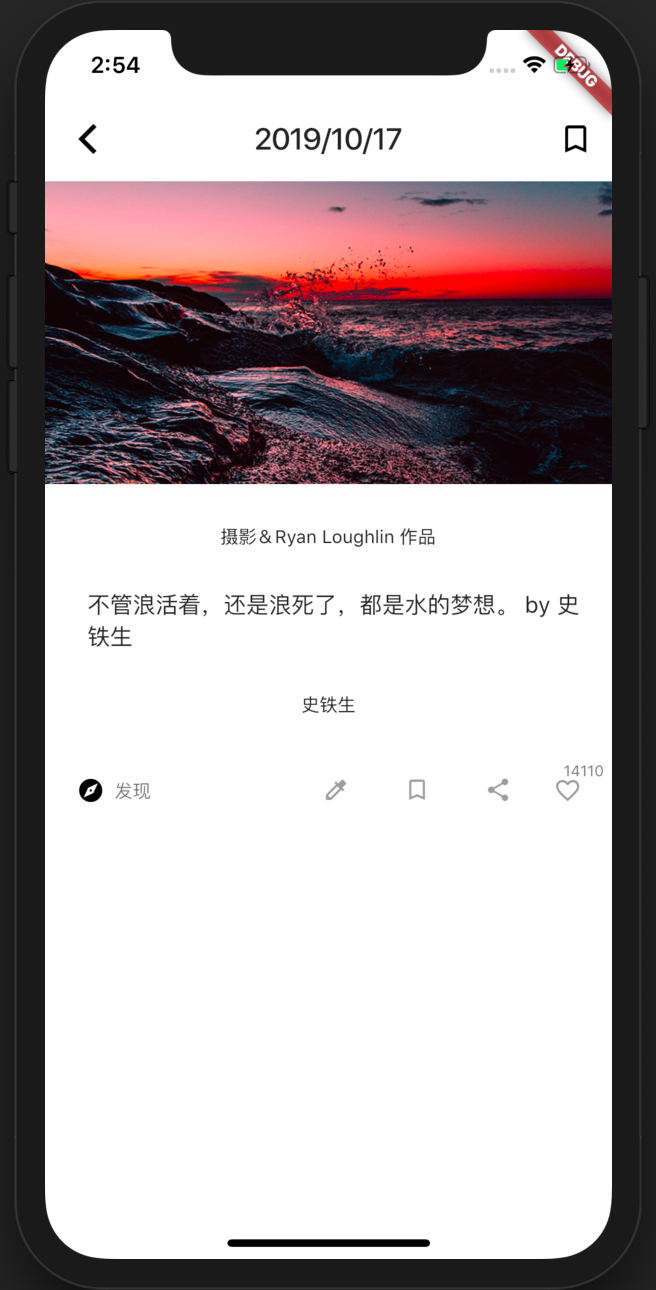 2:54
DEBUG
2019/10/17
摄影&Ryan Loughlin 作品
不管浪活着，还是浪死了，都是水的梦想。 by 史
铁生
史铁生
14110
发现